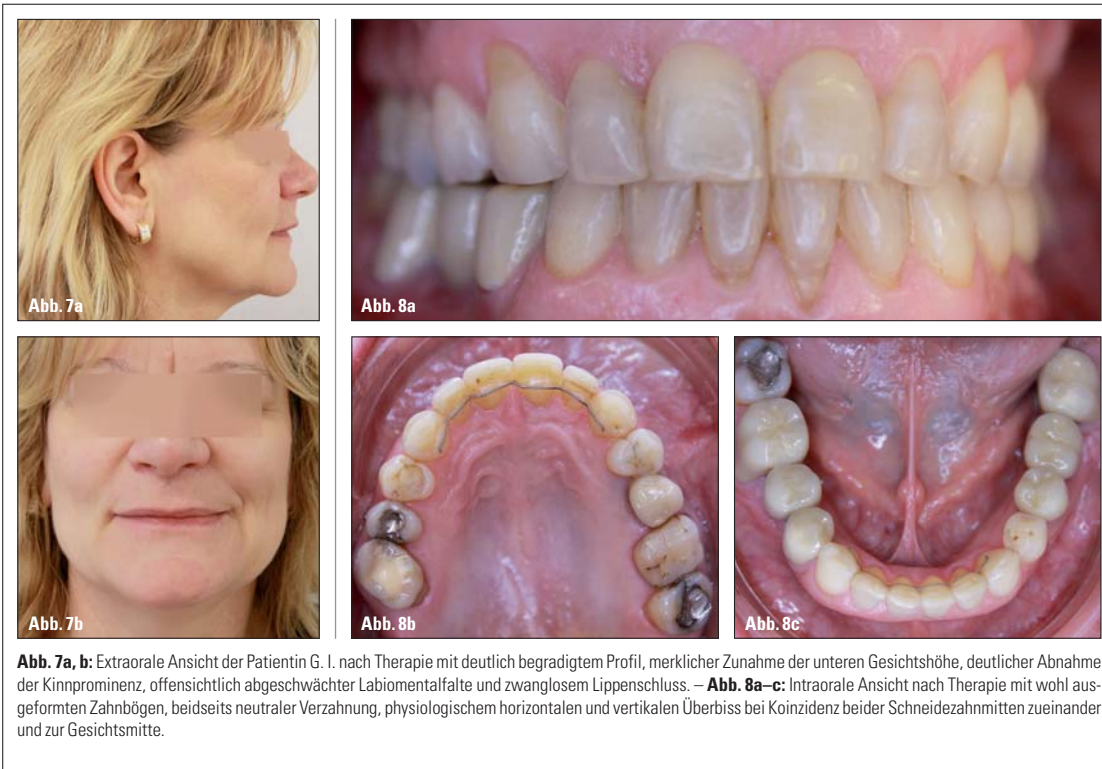 Abb. 7a
Abb. 8a
Abb. 7b
Abb. 8b
Abb. 8c
Abb. 7a, b: Extraorale Ansicht der Patientin G. I. nach Therapie mit deutlich begradigtem Profil, merklicher Zunahme der unteren Gesichtshöhe, deutlicher Abnahme
der Kinnprominenz, offensichtlich abgeschwächter Labiomentalfalte und zwanglosem Lippenschluss. – Abb. 8a–c: Intraorale Ansicht nach Therapie mit wohl aus-
geformten Zahnbögen, beidseits neutraler Verzahnung, physiologischem horizontalen und vertikalen Überbiss bei Koinzidenz beider Schneidezahnmitten zueinander
und zur Gesichtsmitte.